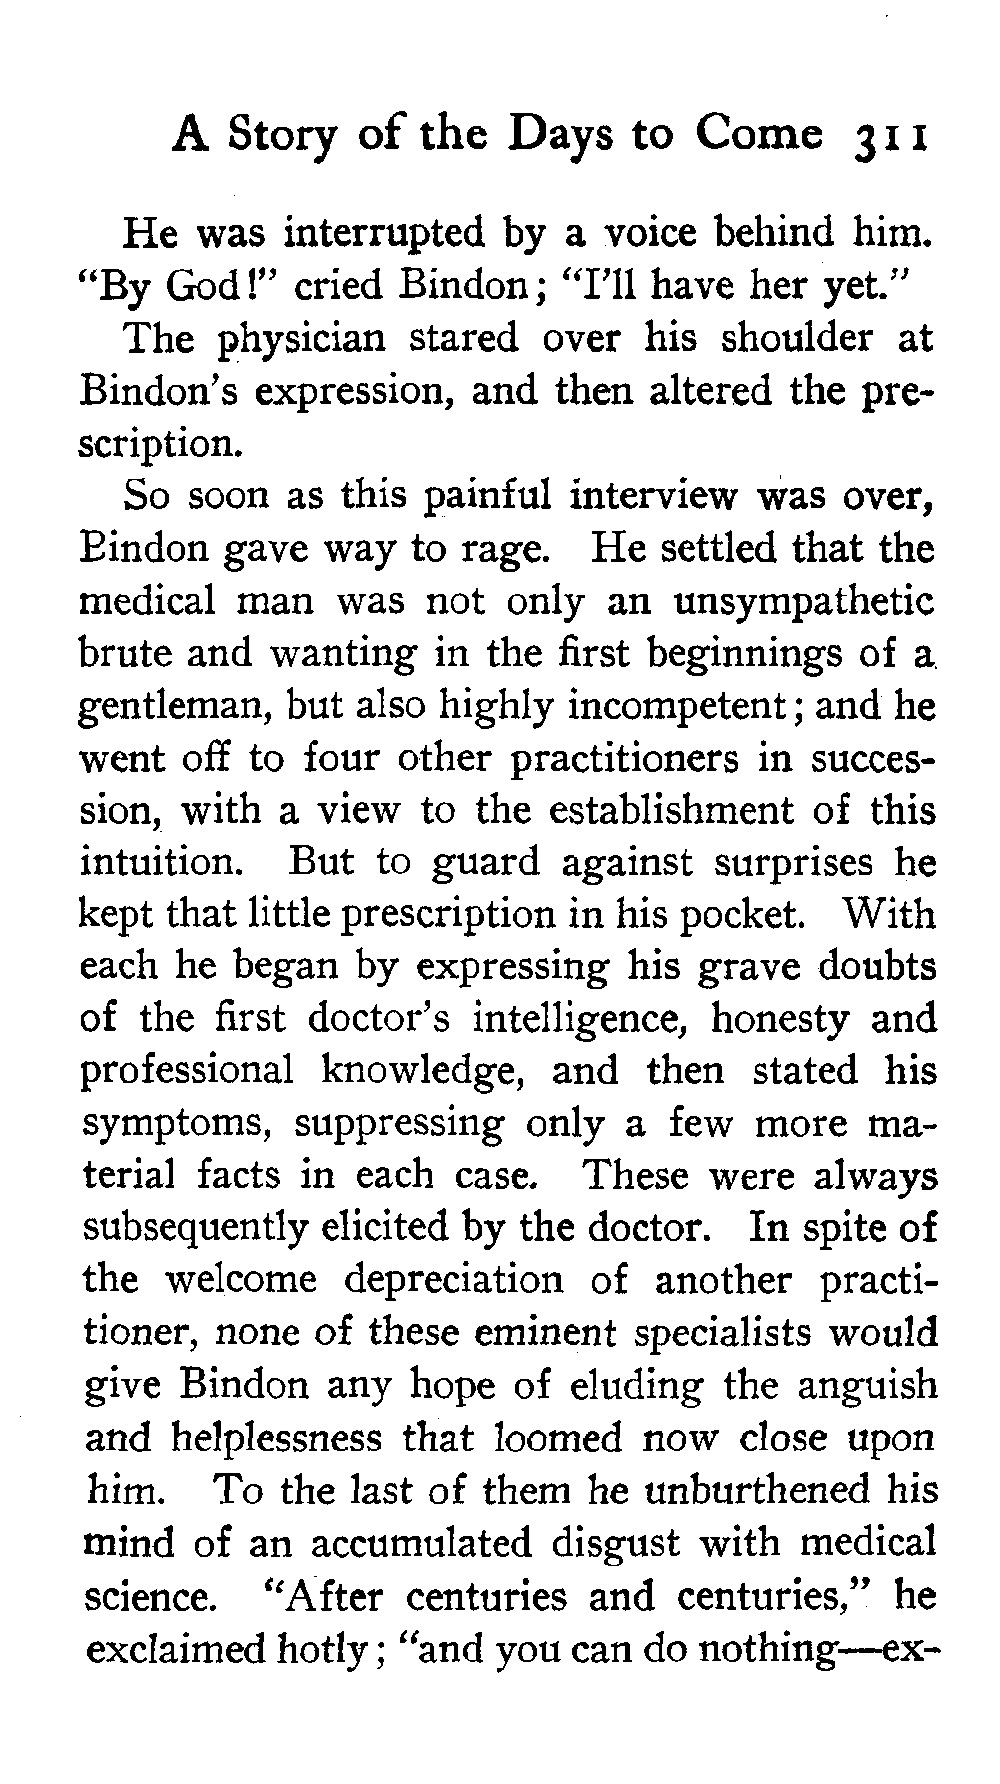 A Story of the Days to Come 311
He was interrupted by a voice behind him.
“By God!” cried Bindon; “I’ll have her yet.”
The physician stared over his shoulder at
Bindon’s expression, and then altered the pre-
scription.
So soon as this painful interview was over,
Bindon gave way to rage. He settled that the
medical man was not only an unsympathetic
brute and wanting in the first beginnings of a
gentleman, but also highly incompetent; and he
went off to four other practitioners in succes-
sion, with a view to the establishment of this
intuition. But to guard against surprises he
kept that little prescription in his pocket. With
each he began by expressing his grave doubts
of the first doctor’s intelligence, honesty and
professional knowledge, and then stated his
symptoms, suppressing only a few more ma-
terial facts in each case. These were always
subsequently elicited by the doctor. In spite of
the welcome depreciation of another practi-
tioner, none of these eminent specialists would
give Bindon any hope of eluding the anguish
and helplessness that loomed now close upon
him. To the last of them he unburthened his
mind of an accumulated disgust with medical
science. “After centuries and centuries,” he
exclaimed hotly; “and you can do nothing—ex-